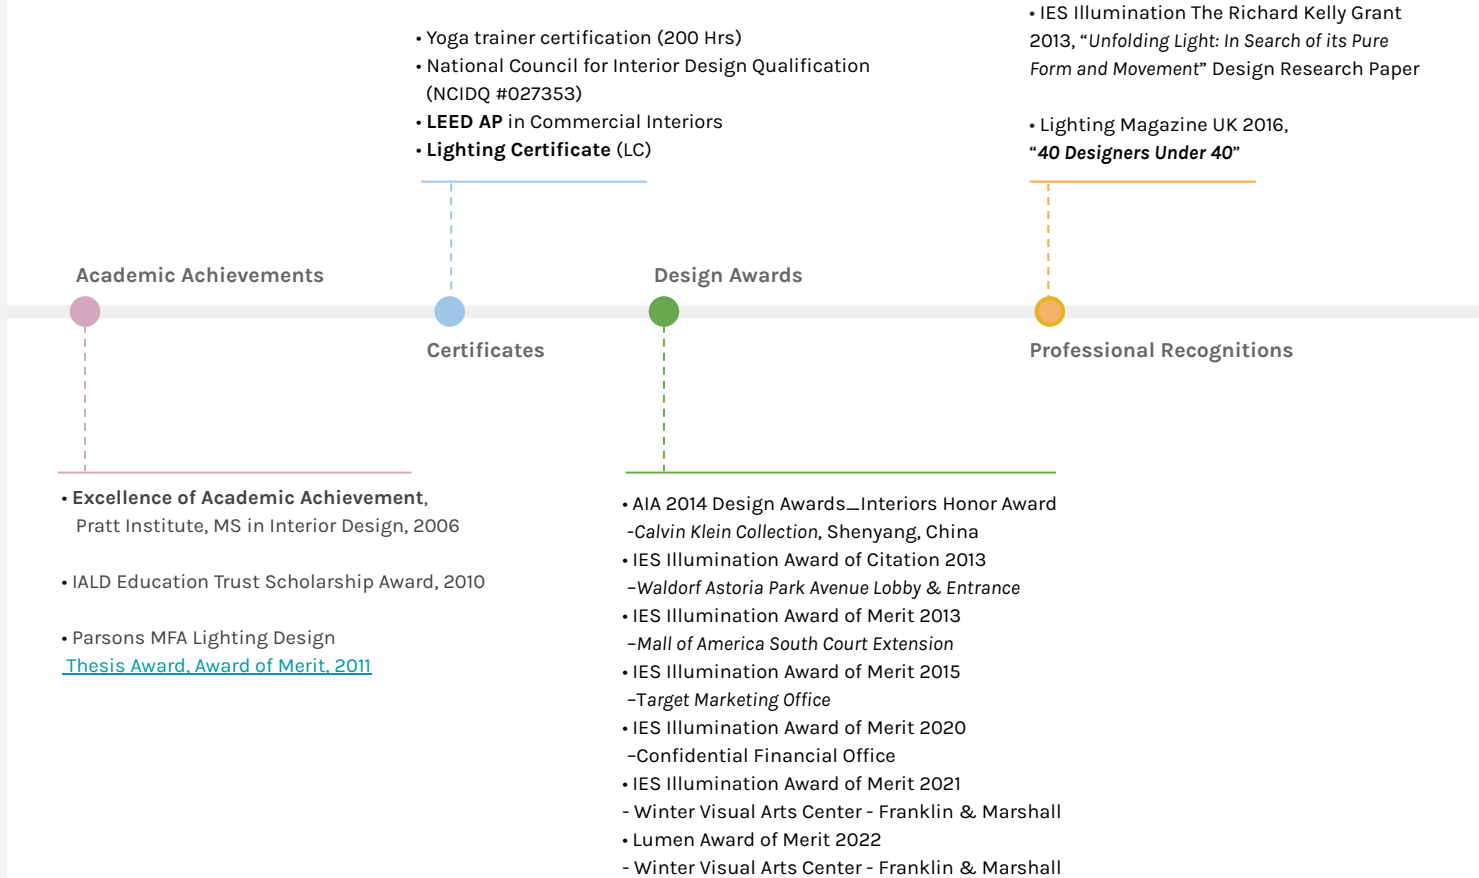 • Yoga trainer certification (200 Hrs)
• National Council for Interior Design Qualification
(NCIDQ #027353)
• LEED AP in Commercial Interiors
• Lighting Certificate (LC)
• IES Illumination The Richard Kelly Grant
2013, “Unfolding Light: In Search of its Pure
Form and Movement” Design Research Paper
• Lighting Magazine UK 2016,
“40 Designers Under 40”
Academic Achievements
Design Awards
Certificates
Professional Recognitions
• Excellence of Academic Achievement,
Pratt Institute, MS in Interior Design, 2006
• IALD Education Trust Scholarship Award, 2010
• Parsons MFA Lighting Design
Thesis Award, Award of Merit, 2011
• AIA 2014 Design Awards_Interiors Honor Award
-Calvin Klein Collection, Shenyang, China
• IES Illumination Award of Citation 2013
–Waldorf Astoria Park Avenue Lobby & Entrance
• IES Illumination Award of Merit 2013
–Mall of America South Court Extension
• IES Illumination Award of Merit 2015
–Target Marketing Office
• IES Illumination Award of Merit 2020
–Confidential Financial Office
• IES Illumination Award of Merit 2021
- Winter Visual Arts Center - Franklin & Marshall
• Lumen Award of Merit 2022
- Winter Visual Arts Center - Franklin & Marshall